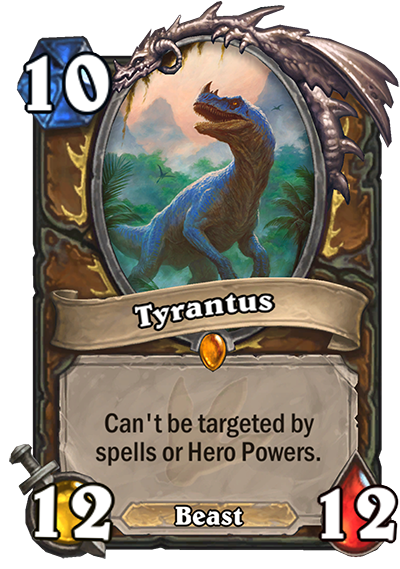 10
Tyrantus
Can't be targeted by
spells or Hero Powers.
12
Beast
12